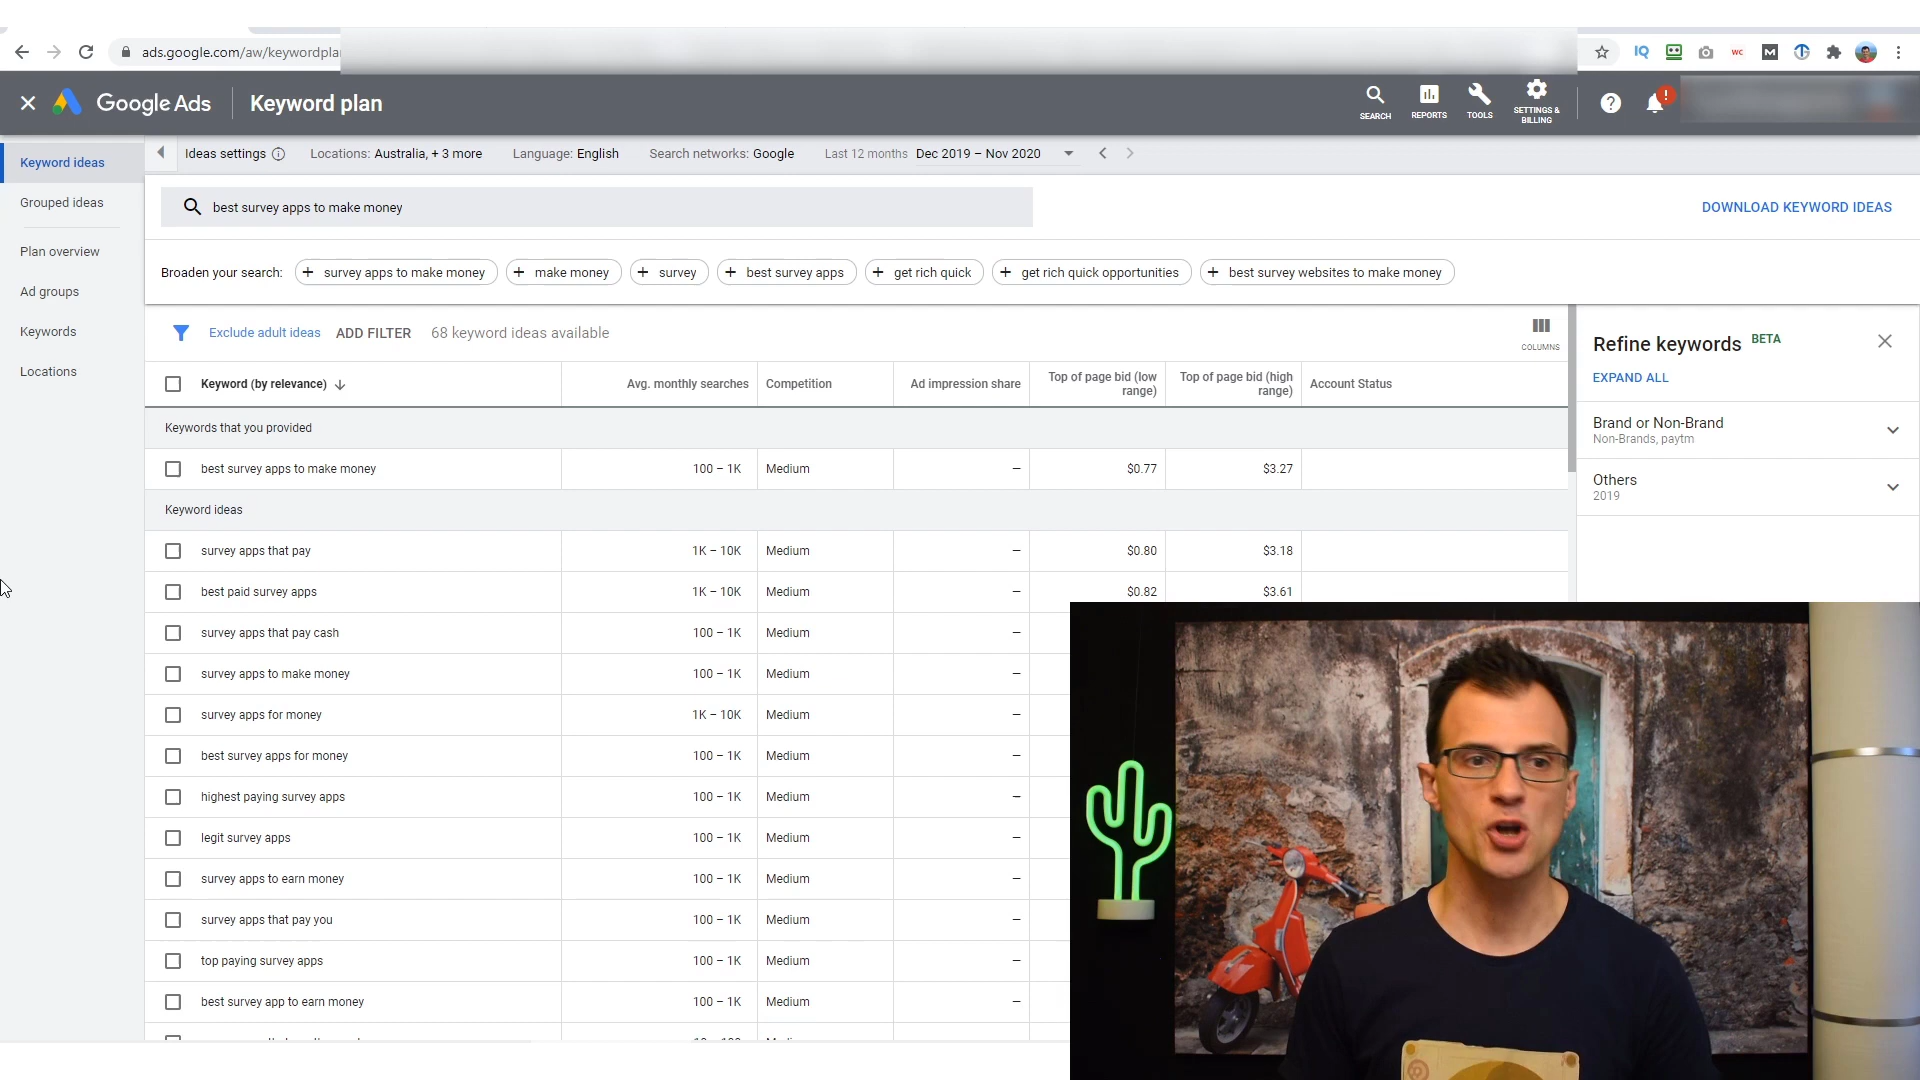 ads.google.com/aw/keywordpla
IQ
WC
M
Google Ads
Keyword plan
SEARCH
REPORTS
TOOLS
SETTINGS &
BILLING
?
!
Keyword ideas
Grouped ideas
Plan overview
Ad groups
Keywords
Locations
Ideas settings
Locations: Australia, + 3 more
Language: English
Search networks: Google
Last 12 months Dec 2019 – Nov 2020
best survey apps to make money
DOWNLOAD KEYWORD IDEAS
Broaden your search: + survey apps to make money + make money + survey + best survey apps + get rich quick + get rich quick opportunities + best survey websites to make money
Exclude adult ideas ADD FILTER 68 keyword ideas available
COLUMNS
Keyword (by relevance) Avg. monthly searches Competition Ad impression share Top of page bid (low range) Top of page bid (high range) Account Status
Keywords that you provided
best survey apps to make money 100 – 1K Medium – $0.77 $3.27
Keyword ideas
survey apps that pay 1K – 10K Medium – $0.80 $3.18
best paid survey apps 1K – 10K Medium – $0.82 $3.61
survey apps that pay cash 100 – 1K Medium –
survey apps to make money 100 – 1K Medium –
survey apps for money 1K – 10K Medium –
best survey apps for money 100 – 1K Medium –
highest paying survey apps 100 – 1K Medium –
legit survey apps 100 – 1K Medium –
survey apps to earn money 100 – 1K Medium –
survey apps that pay you 100 – 1K Medium –
top paying survey apps 100 – 1K Medium –
best survey app to earn money 100 – 1K Medium –
Refine keywords BETA
EXPAND ALL
Brand or Non-Brand
Non-Brands, paytm
Others
2019